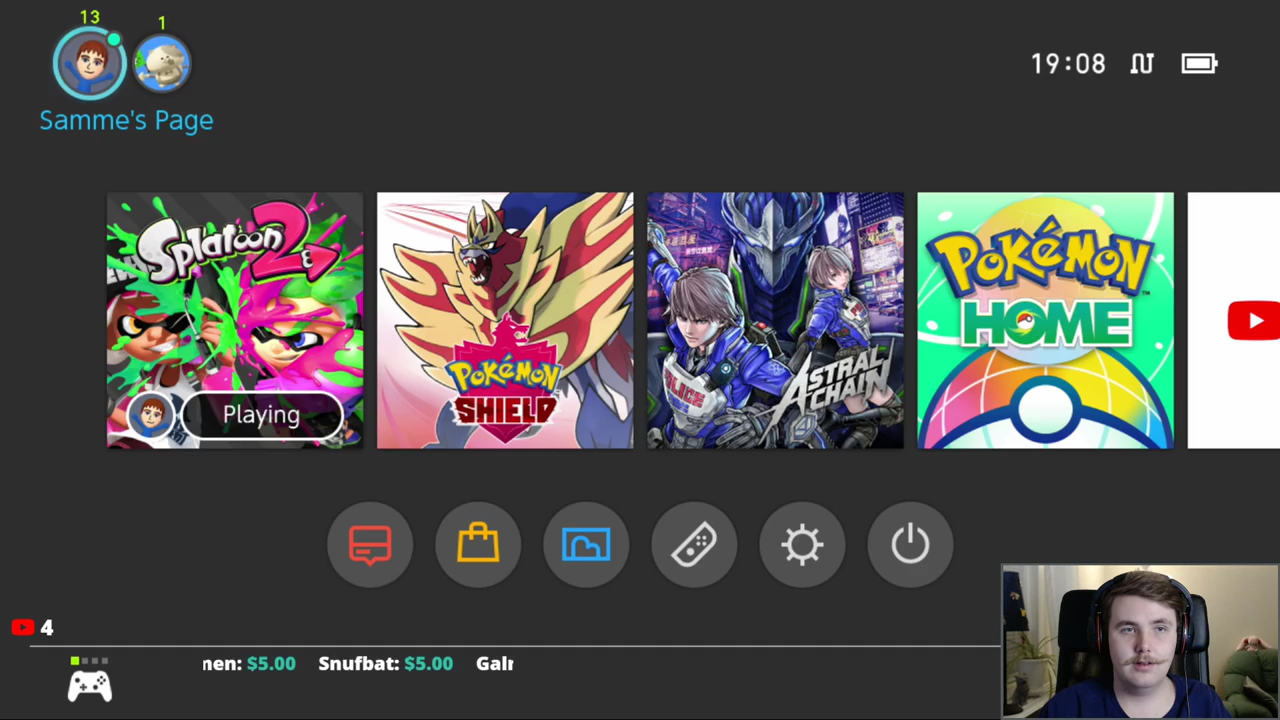 13
1
19:08
Samme's Page
Splatoon 2
Playing
POKÉMON
SHIELD
POLICE
ASTRAL
CHAIN
POKÉMON
HOME
4
nen: $5.00 Snufbat: $5.00